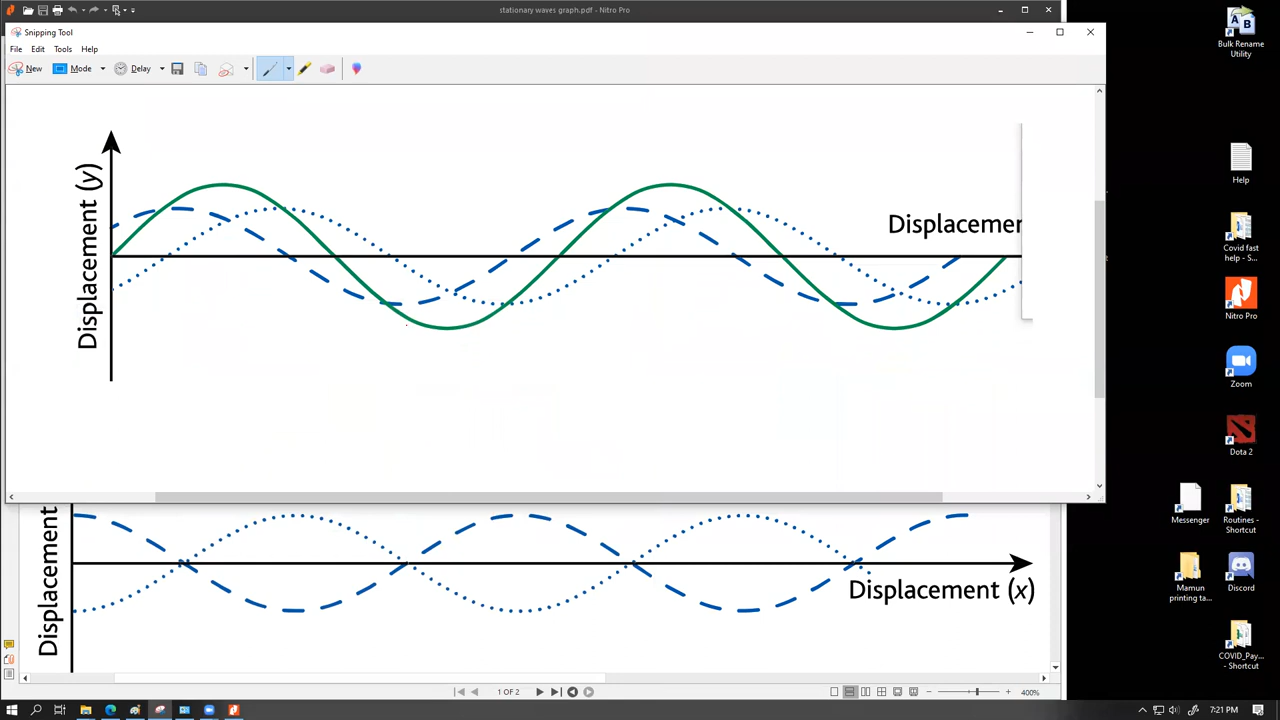 stationary waves graph.pdf - Nitro Pro
Snipping Tool
File Edit Tools Help
New Mode Delay
Displacement (y)
Displacemen
Displacement
Displacement (x)
1 OF 2
400%
Bulk Rename
Utility
Help
Covid fast
help - S...
Nitro Pro
Zoom
Dota 2
Messenger
Routines -
Shortcut
Mamun
printing ta...
Discord
COVID_Pay...
- Shortcut
7:21 PM